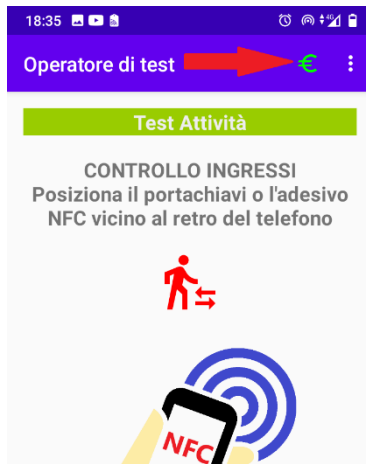 18:35
4G
Operatore di test €
Test Attività
CONTROLLO INGRESSI
Posiziona il portachiavi o l'adesivo
NFC vicino al retro del telefono
NFC